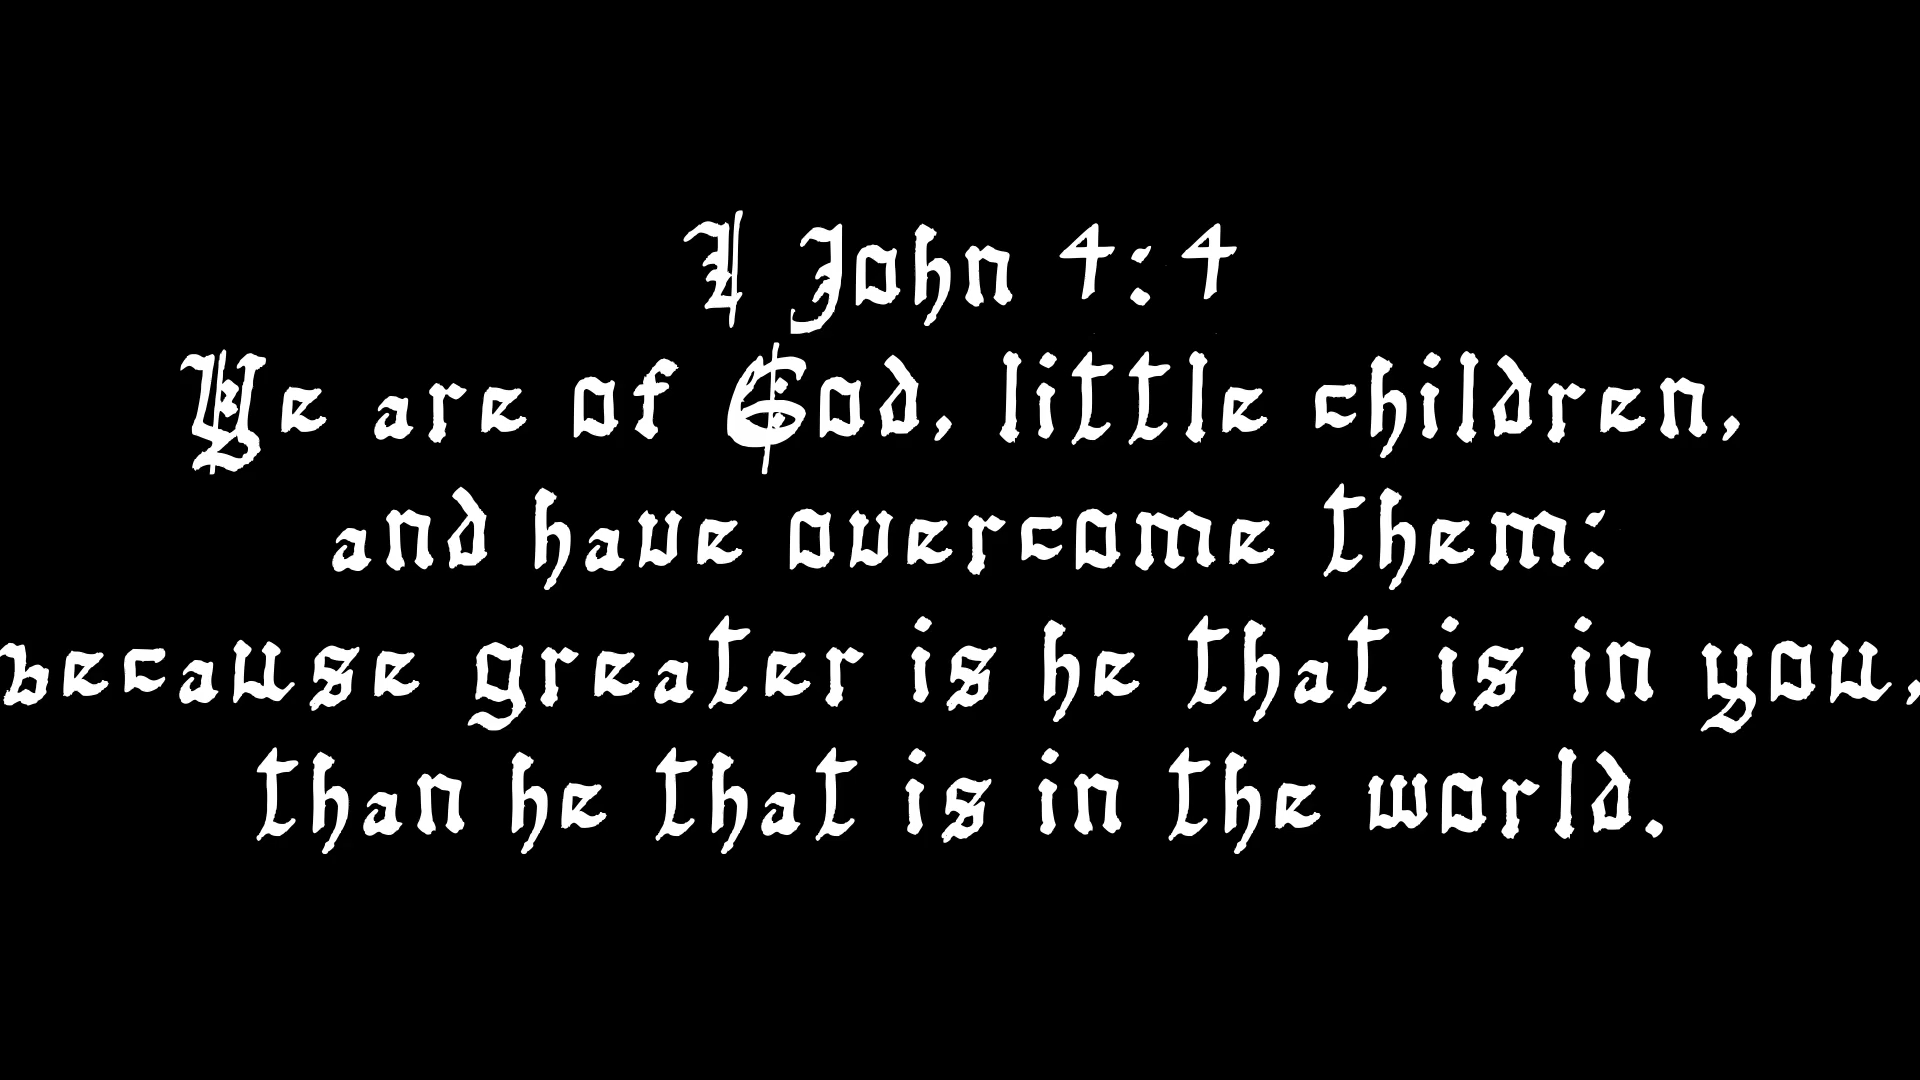 I John 4:4
Ye are of God, little children,
and have overcome them:
because greater is he that is in you,
than he that is in the world.